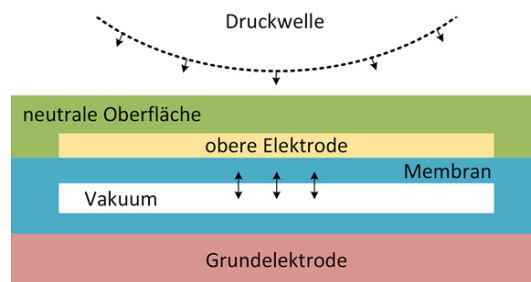 Druckwelle
neutrale Oberfläche
obere Elektrode
Membran
Vakuum
Grundelektrode